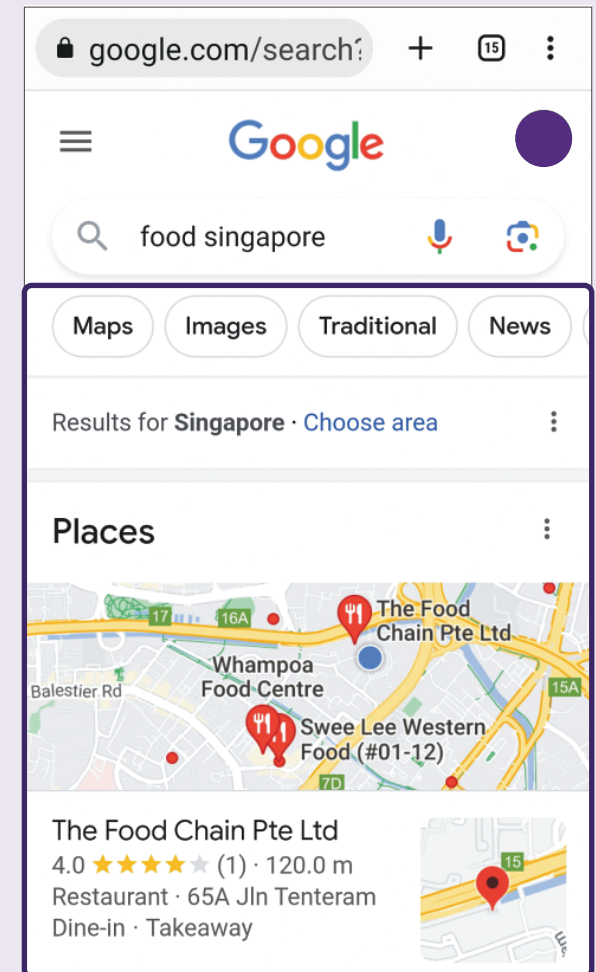 google.com/search?
15
Google
food singapore
Maps Images Traditional News
Results for Singapore · Choose area
Places
17
16A
The Food
Chain Pte Ltd
Whampoa
Food Centre
Balestier Rd
15A
Swee Lee Western
Food (#01-12)
7D
The Food Chain Pte Ltd
4.0 ★★★★★ (1) · 120.0 m
Restaurant · 65A Jln Tenteram
Dine-in · Takeaway
15